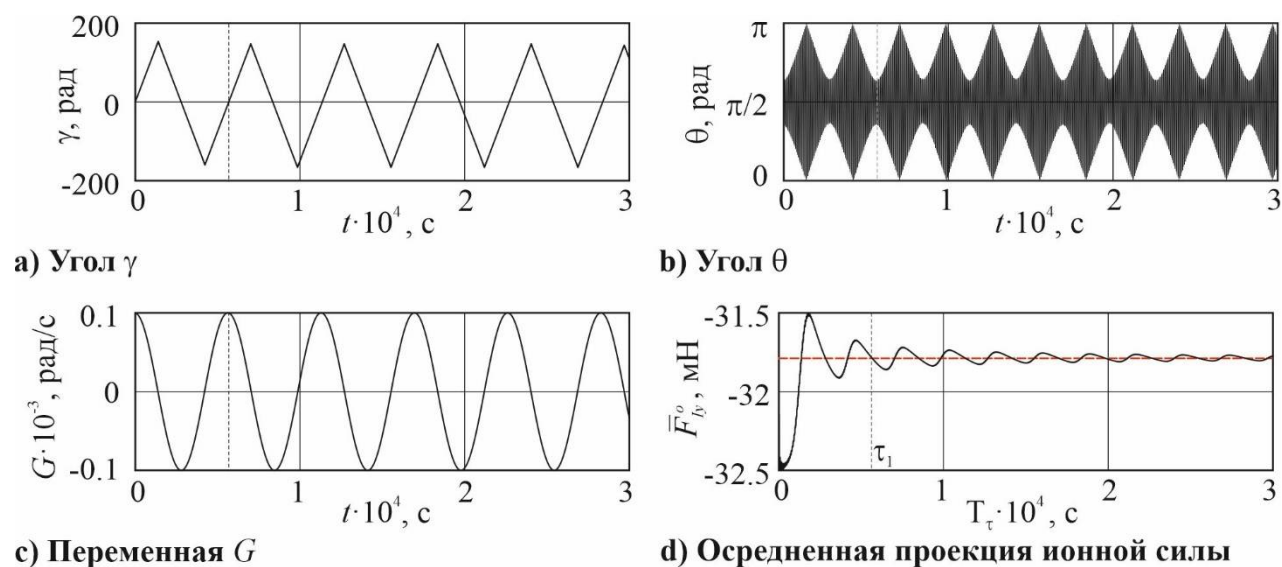 200
0
-200
γ, рад
0 1 2 3
t·10⁴, с
а) Угол γ
π
π/2
0
θ, рад
0 1 2 3
t·10⁴, с
b) Угол θ
0.1
0
-0.1
G·10⁻³, рад/с
0 1 2 3
t·10⁴, с
c) Переменная G
-31.5
-32
-32.5
F̅ᵒ_Iy, мН
τ₁
0 1 2 3
T_τ·10⁴, с
d) Осредненная проекция ионной силы